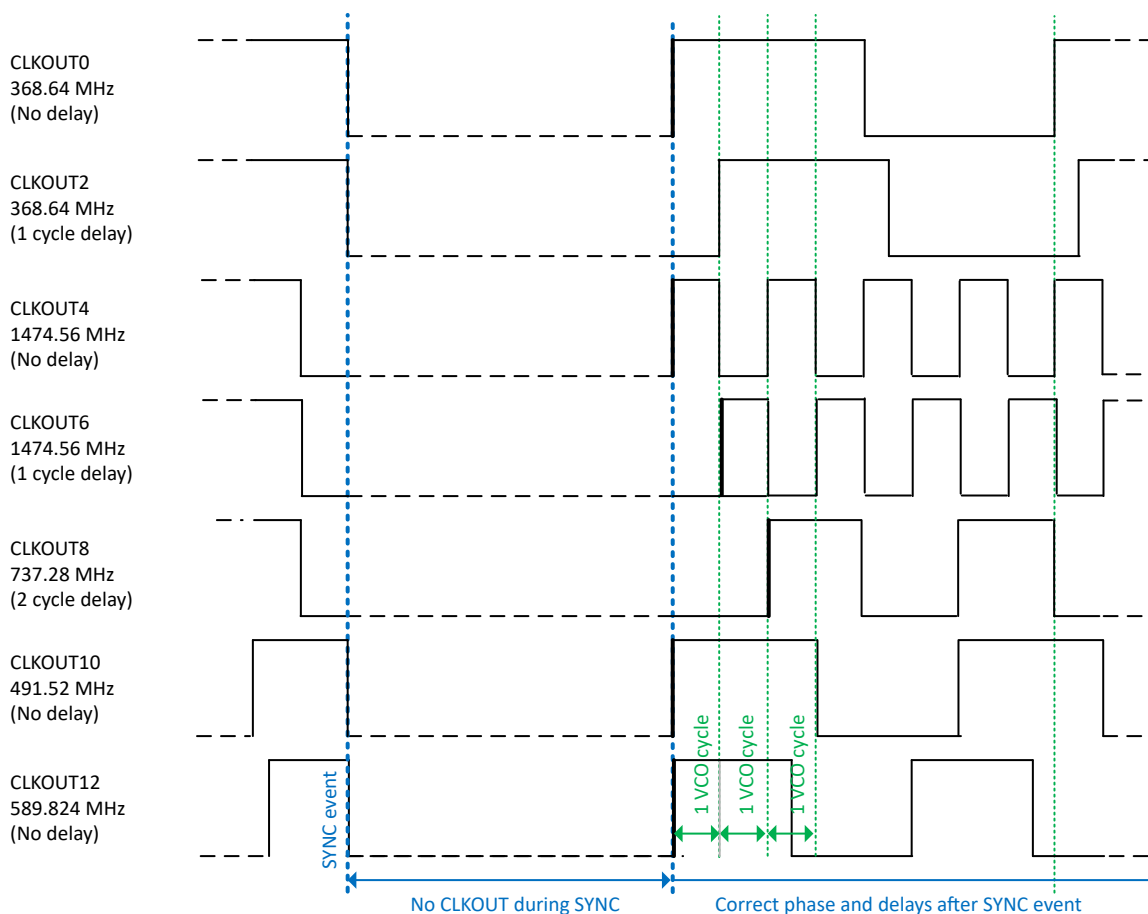 CLKOUT0
368.64 MHz
(No delay)
CLKOUT2
368.64 MHz
(1 cycle delay)
CLKOUT4
1474.56 MHz
(No delay)
CLKOUT6
1474.56 MHz
(1 cycle delay)
CLKOUT8
737.28 MHz
(2 cycle delay)
CLKOUT10
491.52 MHz
(No delay)
CLKOUT12
589.824 MHz
(No delay)
SYNC event
1 VCO cycle
1 VCO cycle
1 VCO cycle
No CLKOUT during SYNC
Correct phase and delays after SYNC event